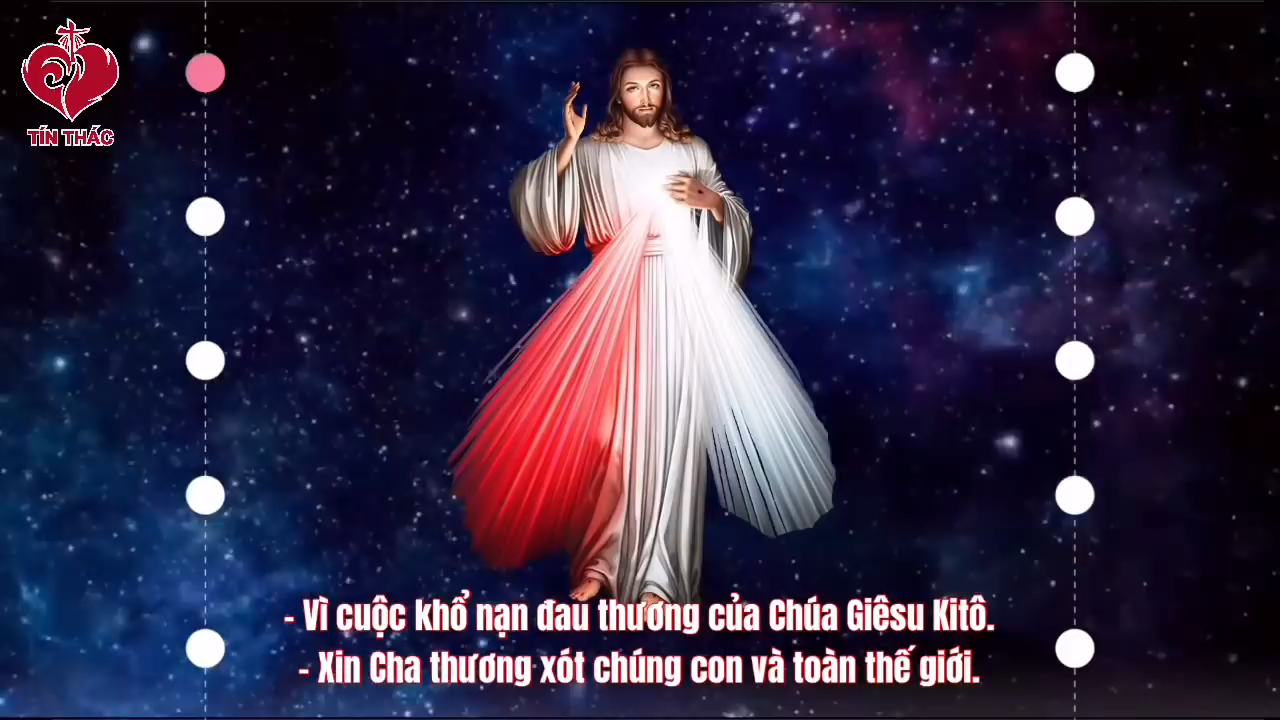 TÍN THÁC
- Vì cuộc khổ nạn đau thương của Chúa Giêsu Kitô.
- Xin Cha thương xót chúng con và toàn thế giới.